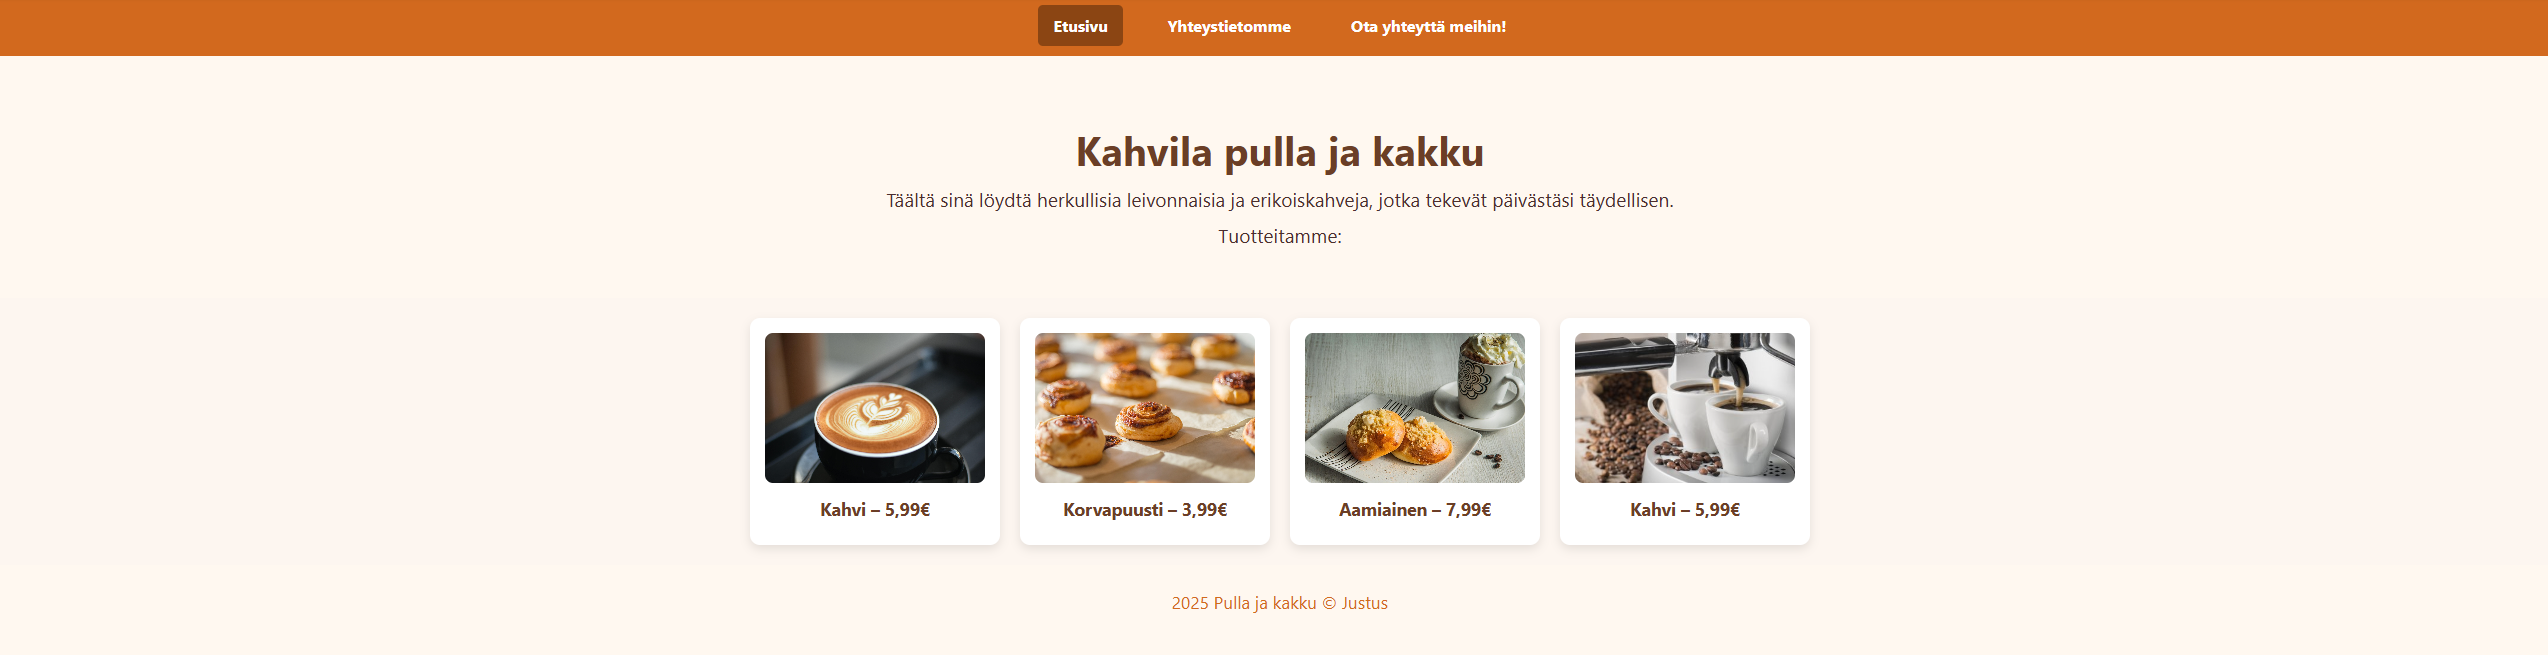 Etusivu Yhteystietomme Ota yhteyttä meihin!
Kahvila pulla ja kakku
Täältä sinä löydtä herkullisia leivonnaisia ja erikoiskahveja, jotka tekevät päivästäsi täydellisen.
Tuotteitamme:
Kahvi – 5,99€ Korvapuusti – 3,99€ Aamiainen – 7,99€ Kahvi – 5,99€
2025 Pulla ja kakku © Justus